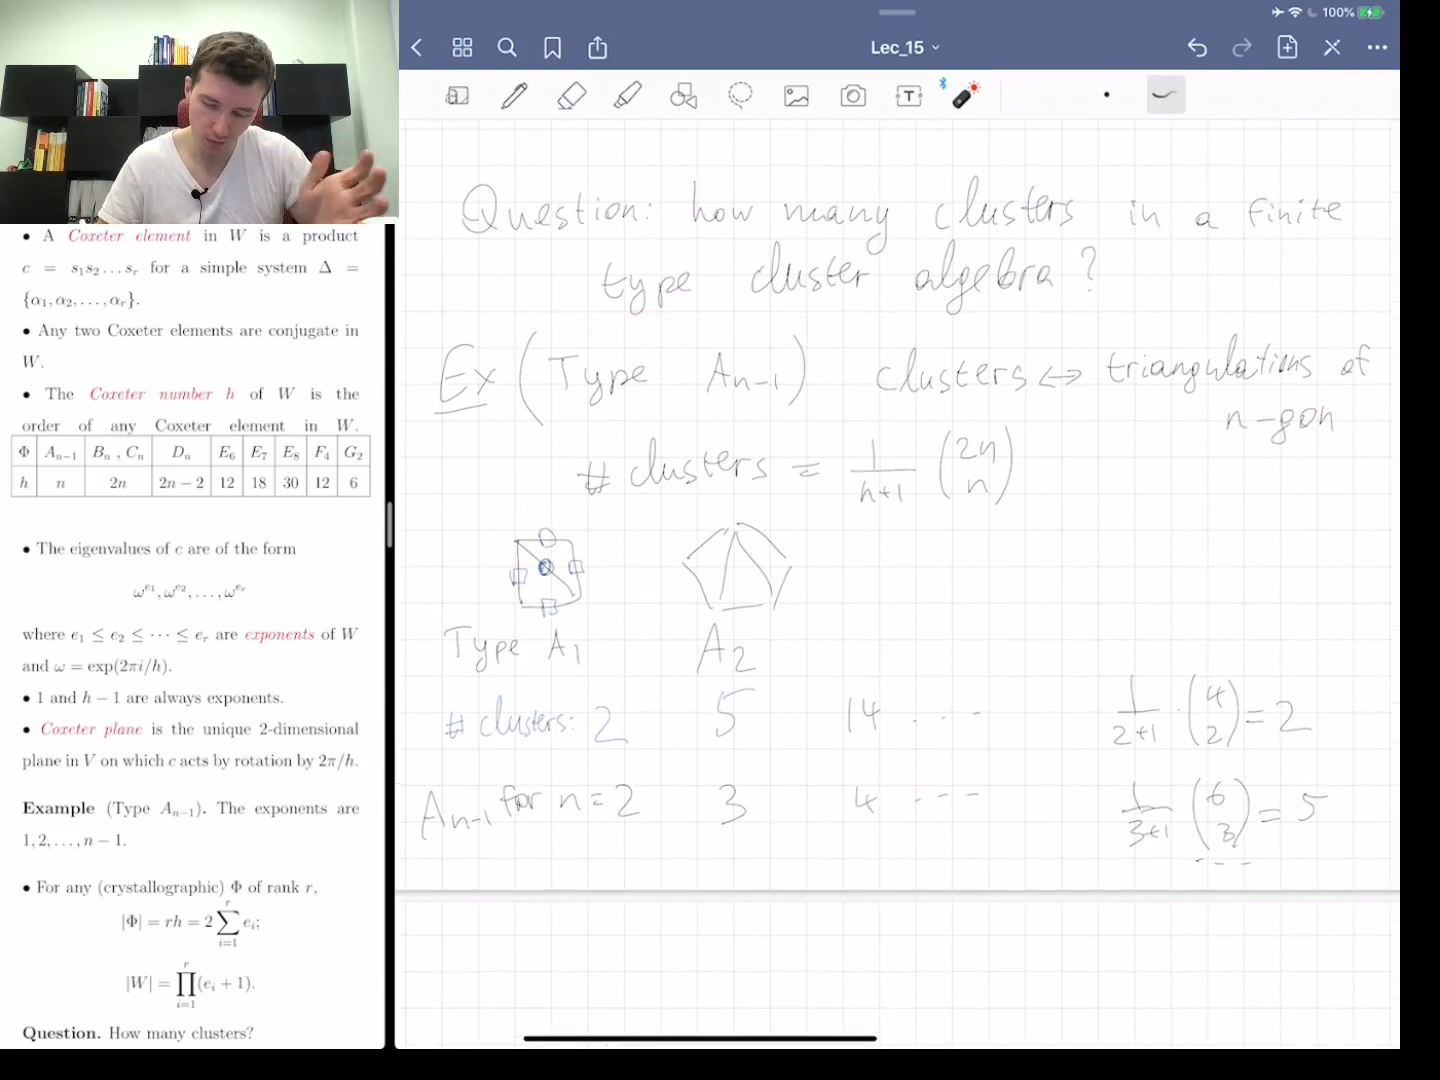 100%
Lec_15
T
• A Coxeter element in W is a product
c = s₁s₂…sᵣ for a simple system Δ =
{α₁, α₂, …, αᵣ}.
• Any two Coxeter elements are conjugate in
W.
• The Coxeter number h of W is the
order of any Coxeter element in W.
Φ Aₙ₋₁ Bₙ , Cₙ Dₙ E₆ E₇ E₈ F₄ G₂
h n 2n 2n − 2 12 18 30 12 6
• The eigenvalues of c are of the form
ω^{e₁}, ω^{e₂}, …, ω^{eᵣ}
where e₁ ≤ e₂ ≤ ⋯ ≤ eᵣ are exponents of W
and ω = exp(2πi/h).
• 1 and h − 1 are always exponents.
• Coxeter plane is the unique 2-dimensional
plane in V on which c acts by rotation by 2π/h.
Example (Type Aₙ₋₁). The exponents are
1, 2, …, n − 1.
• For any (crystallographic) Φ of rank r,
|Φ| = rh = 2 ∑_{i=1}^{r} eᵢ;
|W| = ∏_{i=1}^{r} (eᵢ + 1).
Question. How many clusters?
Question: how many clusters in a finite
type cluster algebra?
Ex (Type Aₙ₋₁) clusters ↔ triangulations of
n-gon
# clusters = 1/(n+1) (2n n)
Type A₁ A₂
# clusters: 2 5 14 ...
Aₙ₋₁ for n = 2 3 4 ...
1/(2+1) · (4 2) = 2
1/(3+1) (6 3) = 5
...